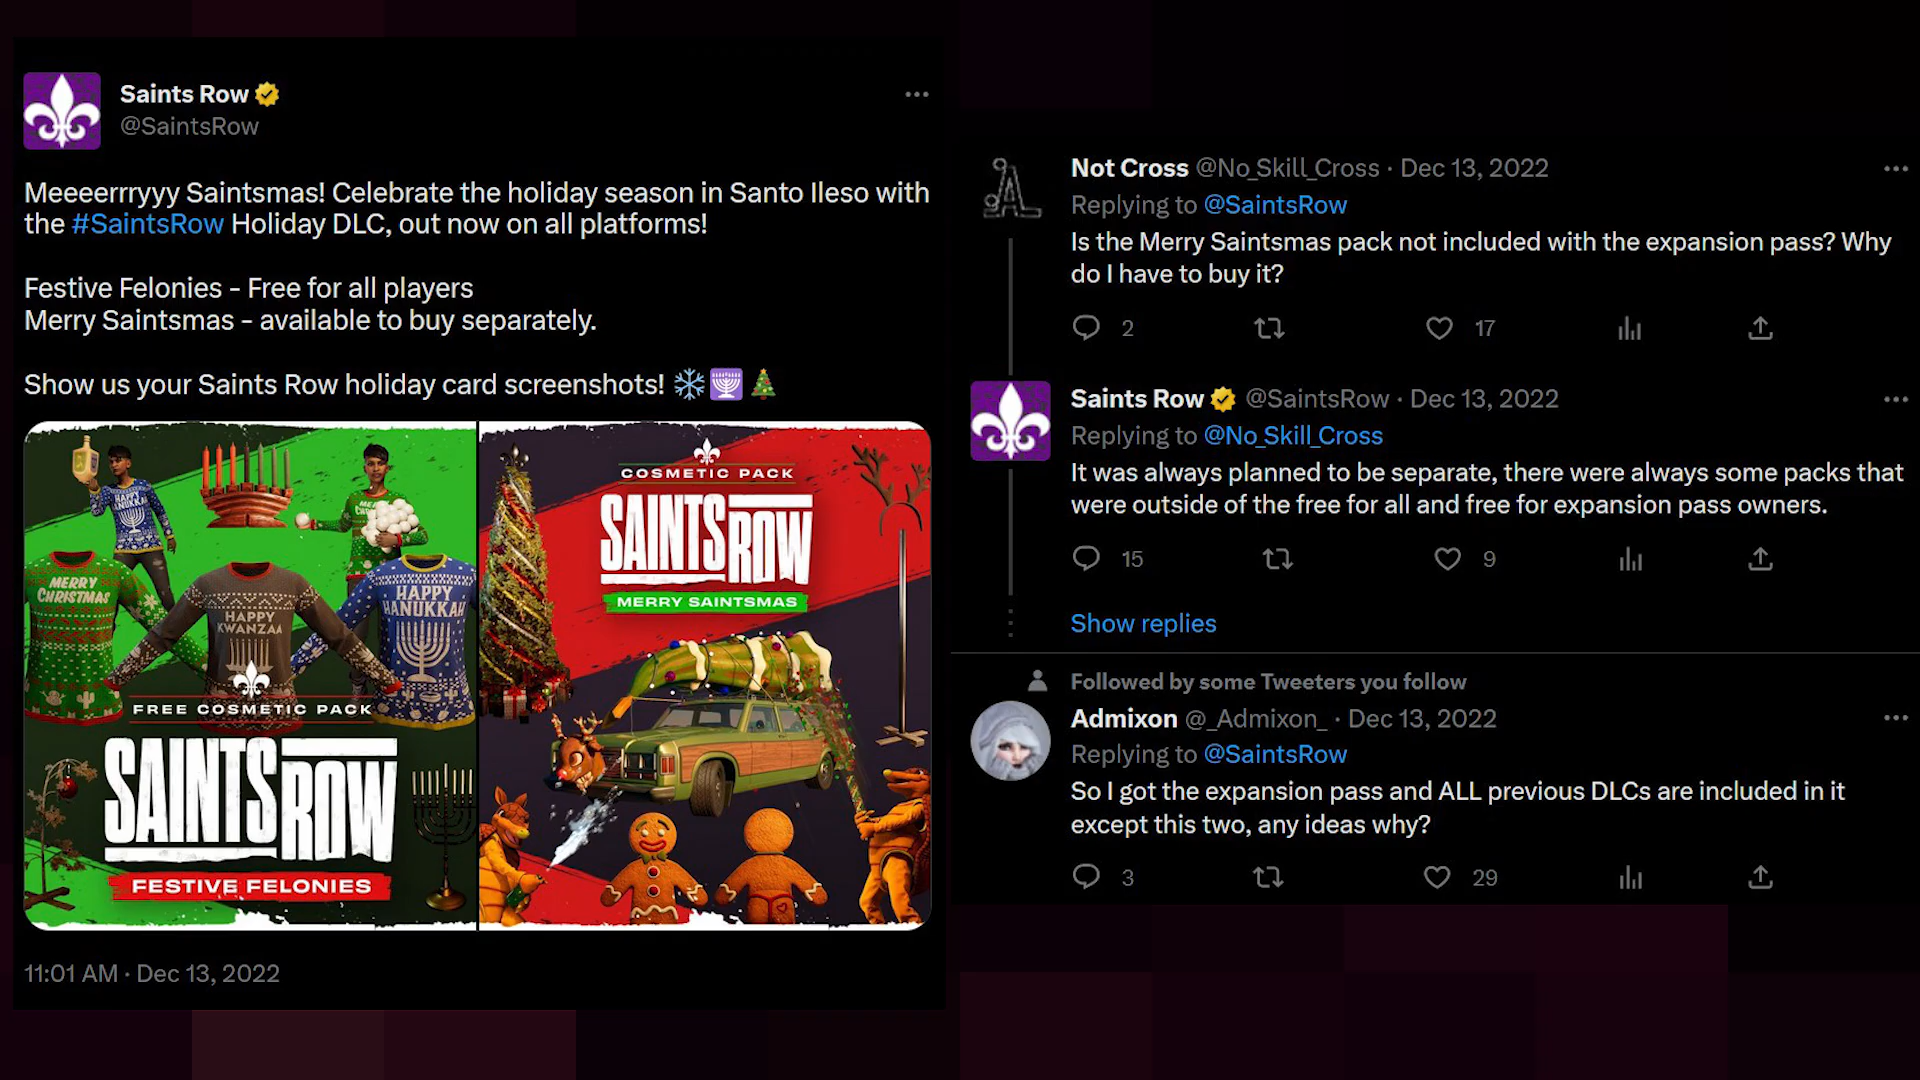 Saints Row
@SaintsRow
Meeeerrryyy Saintsmas! Celebrate the holiday season in Santo Ileso with
the #SaintsRow Holiday DLC, out now on all platforms!
Festive Felonies - Free for all players
Merry Saintsmas - available to buy separately.
Show us your Saints Row holiday card screenshots! ❄️🕎🎄
HAPPY
HANUKKAH
MERRY
CHRISTMAS
HAPPY
KWANZAA
HAPPY
HANUKKAH
FREE COSMETIC PACK
SAINTS ROW
FESTIVE FELONIES
COSMETIC PACK
SAINTS ROW
MERRY SAINTSMAS
11:01 AM · Dec 13, 2022
Not Cross @No_Skill_Cross · Dec 13, 2022
Replying to @SaintsRow
Is the Merry Saintsmas pack not included with the expansion pass? Why
do I have to buy it?
2 17
Saints Row @SaintsRow · Dec 13, 2022
Replying to @No_Skill_Cross
It was always planned to be separate, there were always some packs that
were outside of the free for all and free for expansion pass owners.
15 9
Show replies
Followed by some Tweeters you follow
Admixon @_Admixon_ · Dec 13, 2022
Replying to @SaintsRow
So I got the expansion pass and ALL previous DLCs are included in it
except this two, any ideas why?
3 29